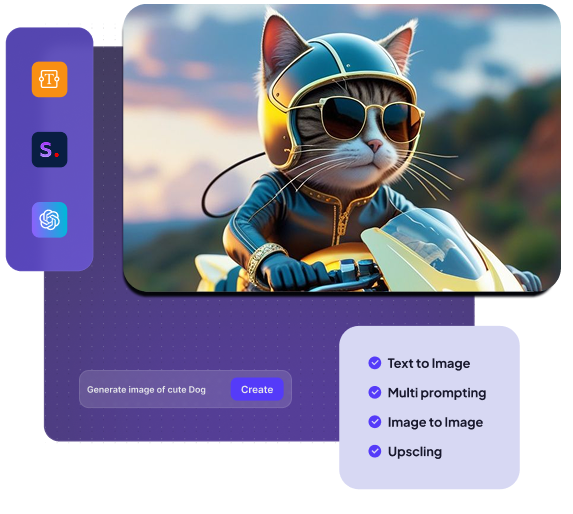 T
S.
Generate image of cute Dog
Create
Text to Image
Multi prompting
Image to Image
Upscling